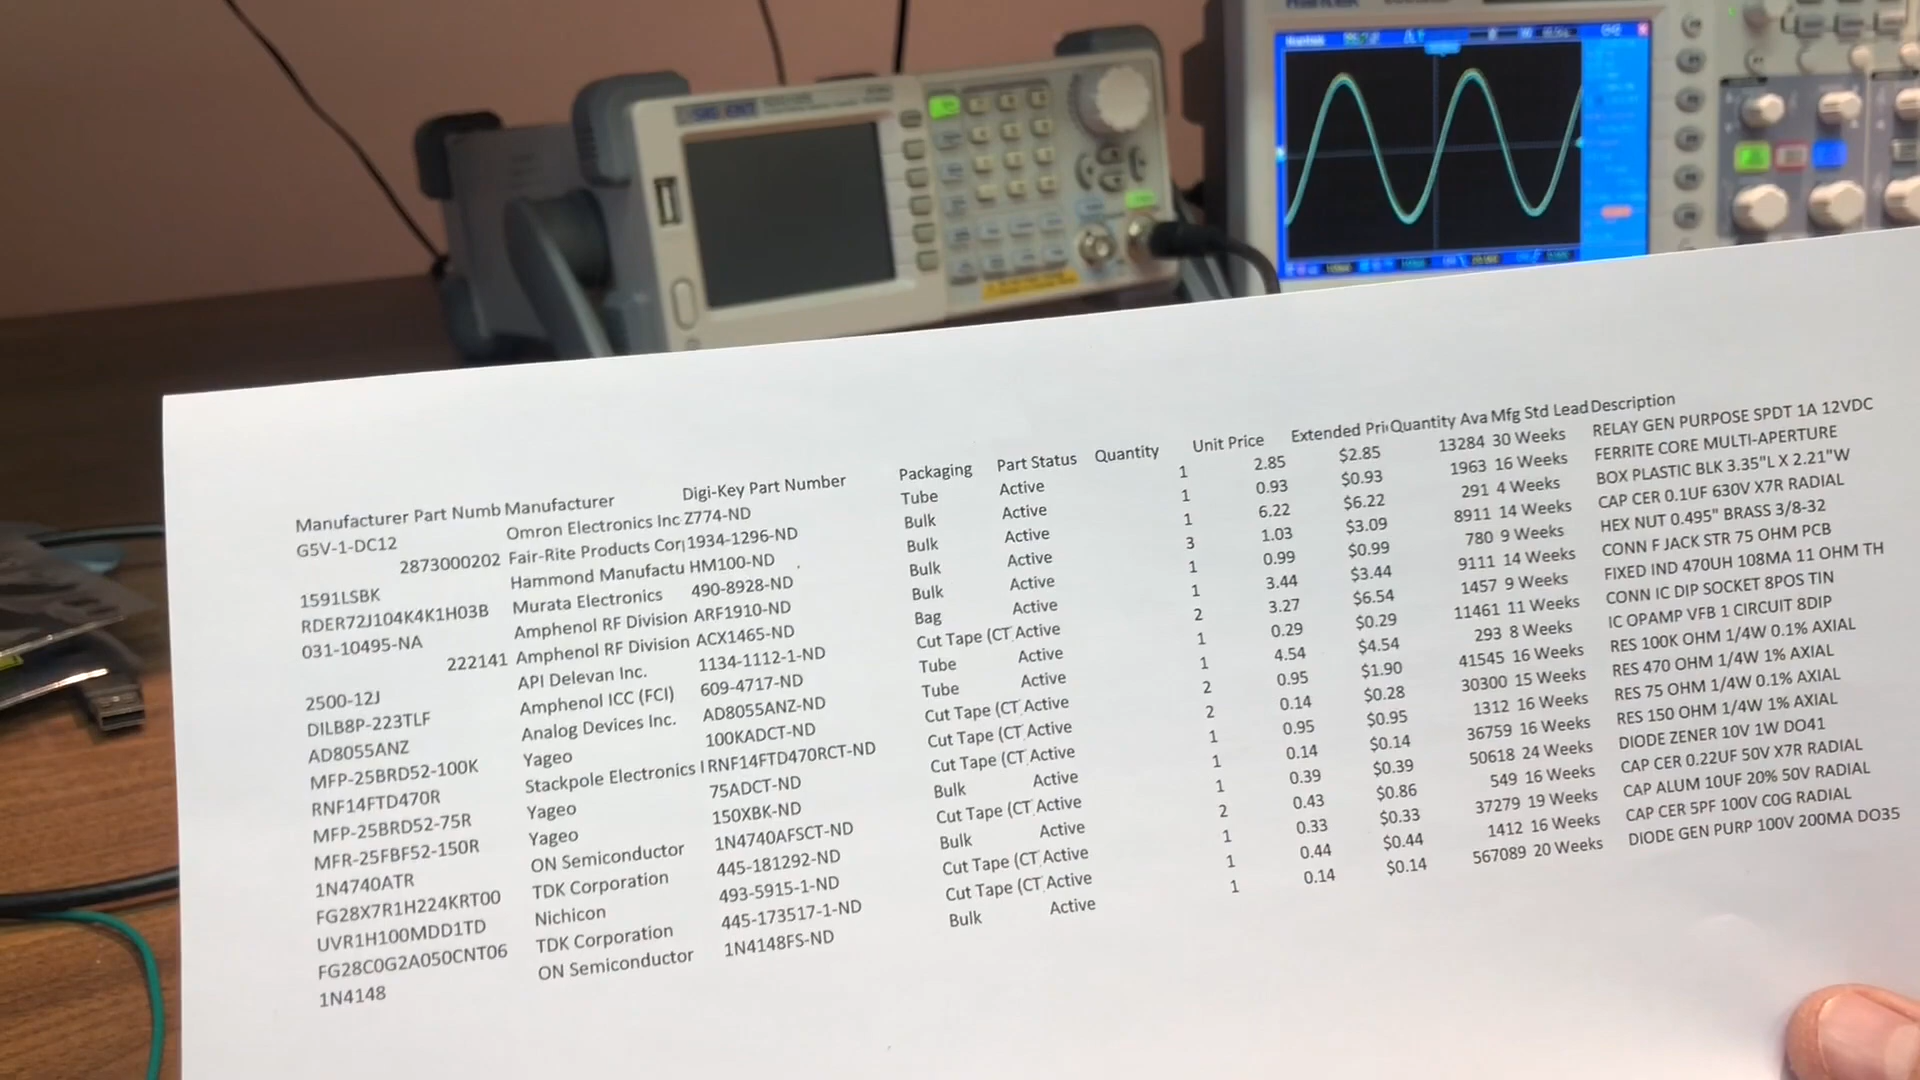 SIGLENT
Manufacturer Part Numb Manufacturer Digi-Key Part Number Packaging Part Status Quantity Unit Price Extended Pri Quantity Ava Mfg Std Lead Description
G5V-1-DC12 Omron Electronics Inc Z774-ND Tube Active 1 2.85 $2.85 13284 30 Weeks RELAY GEN PURPOSE SPDT 1A 12VDC
2873000202 Fair-Rite Products Cor 1934-1296-ND Bulk Active 1 0.93 $0.93 1963 16 Weeks FERRITE CORE MULTI-APERTURE
1591LSBK Hammond Manufactu HM100-ND Bulk Active 1 6.22 $6.22 291 4 Weeks BOX PLASTIC BLK 3.35"L X 2.21"W
RDER72J104K4K1H03B Murata Electronics 490-8928-ND Bulk Active 3 1.03 $3.09 8911 14 Weeks CAP CER 0.1UF 630V X7R RADIAL
031-10495-NA Amphenol RF Division ARF1910-ND Bulk Active 1 0.99 $0.99 780 9 Weeks HEX NUT 0.495" BRASS 3/8-32
222141 Amphenol RF Division ACX1465-ND Bag Active 1 3.44 $3.44 9111 14 Weeks CONN F JACK STR 75 OHM PCB
2500-12J API Delevan Inc. 1134-1112-1-ND Cut Tape (CT Active 2 3.27 $6.54 1457 9 Weeks FIXED IND 470UH 108MA 11 OHM TH
DILB8P-223TLF Amphenol ICC (FCI) 609-4717-ND Tube Active 1 0.29 $0.29 11461 11 Weeks CONN IC DIP SOCKET 8POS TIN
AD8055ANZ Analog Devices Inc. AD8055ANZ-ND Tube Active 1 4.54 $4.54 293 8 Weeks IC OPAMP VFB 1 CIRCUIT 8DIP
MFP-25BRD52-100K Yageo 100KADCT-ND Cut Tape (CT Active 2 0.95 $1.90 41545 16 Weeks RES 100K OHM 1/4W 0.1% AXIAL
RNF14FTD470R Stackpole Electronics I RNF14FTD470RCT-ND Cut Tape (CT Active 2 0.14 $0.28 30300 15 Weeks RES 470 OHM 1/4W 1% AXIAL
MFP-25BRD52-75R Yageo 75ADCT-ND Cut Tape (CT Active 1 0.95 $0.95 1312 16 Weeks RES 75 OHM 1/4W 0.1% AXIAL
MFR-25FBF52-150R Yageo 150XBK-ND Bulk Active 1 0.14 $0.14 36759 16 Weeks RES 150 OHM 1/4W 1% AXIAL
1N4740ATR ON Semiconductor 1N4740AFSCT-ND Cut Tape (CT Active 1 0.39 $0.39 50618 24 Weeks DIODE ZENER 10V 1W DO41
FG28X7R1H224KRT00 TDK Corporation 445-181292-ND Bulk Active 2 0.43 $0.86 549 16 Weeks CAP CER 0.22UF 50V X7R RADIAL
UVR1H100MDD1TD Nichicon 493-5915-1-ND Cut Tape (CT Active 1 0.33 $0.33 37279 19 Weeks CAP ALUM 10UF 20% 50V RADIAL
FG28C0G2A050CNT06 TDK Corporation 445-173517-1-ND Cut Tape (CT Active 1 0.44 $0.44 1412 16 Weeks CAP CER 5PF 100V C0G RADIAL
1N4148 ON Semiconductor 1N4148FS-ND Bulk Active 1 0.14 $0.14 567089 20 Weeks DIODE GEN PURP 100V 200MA DO35